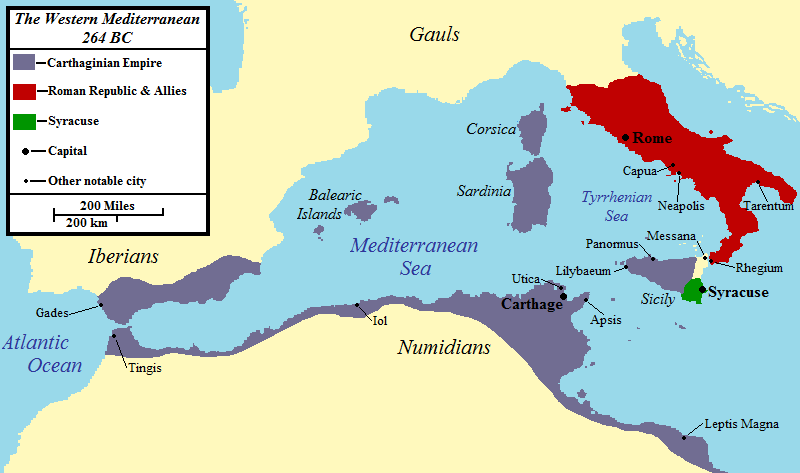 The Western Mediterranean
264 BC
Carthaginian Empire
Roman Republic & Allies
Syracuse
Capital
Other notable city
200 Miles
200 km
Gauls
Corsica
Rome
Capua
Sardinia
Neapolis
Tarentum
Tyrrhenian
Sea
Balearic
Islands
Mediterranean
Sea
Iberians
Panormus
Messana
Rhegium
Lilybaeum
Utica
Sicily
Syracuse
Carthage
Gades
Iol
Apsis
Atlantic
Ocean
Numidians
Tingis
Leptis Magna